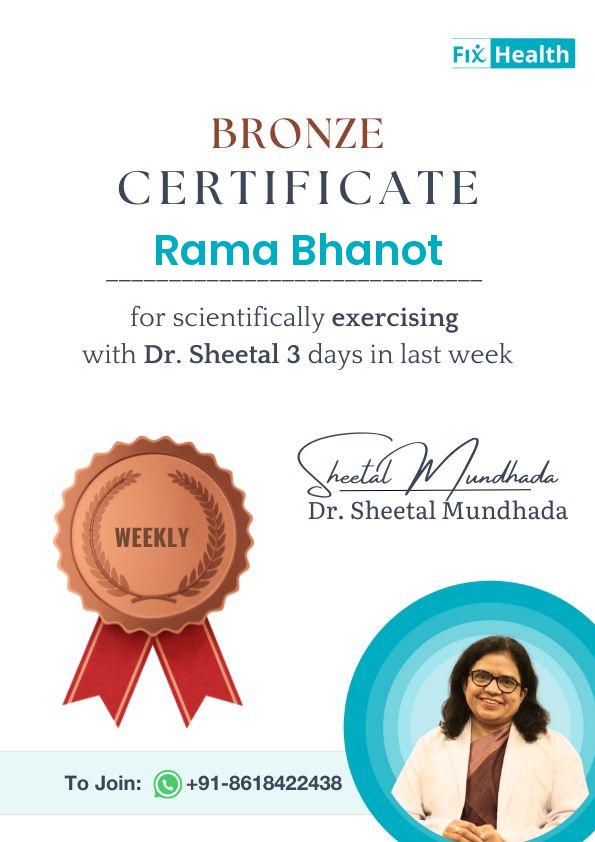 Fix Health
BRONZE
CERTIFICATE
Rama Bhanot
for scientifically exercising
with Dr. Sheetal 3 days in last week
WEEKLY
Sheetal Mundhada
Dr. Sheetal Mundhada
To Join: +91-8618422438